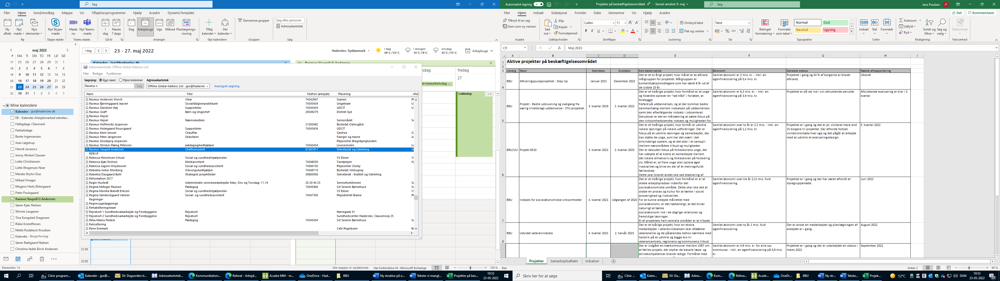 Søg
Filer Hjem Send/modtag Mappe Vis Tilføjelsesprogrammer Hjælp Acadre DynamicTemplate
Ny aftale
Ny møde
Nye elementer
Nyt Skype-møde
Møde nu
Nyt Teams-møde
I dag
Næste 7 dage
Dag Arbejdsuge Uge Måned Planlægnings-visning
Tilføj kalender
Del kalender
Gennemse grupper
Søg efter personer
Adressekartotek
Ny Skype-møde Teams-møde Gå til Arranger Styr kalendere Grupper Søg
maj 2022
# MA TI ON TO FR LØ SØ
17 25 26 27 28 29 30 1
18 2 3 4 5 6 7 8
19 9 10 11 12 13 14 15
20 16 17 18 19 20 21 22
21 23 24 25 26 27 28 29
22 30 31 1 2 3 4 5
Mine kalendere
Kalender - jpo@haderslev.dk
EB - Kalender Arbejdsmarked sekretar...
Helligdage i Danmark
Fødselsdage
Bente Ingemansen
Joan Løgstrup
Henrik Jacewicz
Jonny Winkel Clausen
Lotte Christiansen
Lotte Wogensen Noer
Merete Stryhn Due
Mikael Vinager
Mogens Hertz Østergaard
Peter Poulsgaard
Rasmus Vaupell G Andersen
Søren Kjær Nielsen
Winnie Laugesen
Tina Kongsted Gregersen
Rikke Kristoffersen
Mette Rudebeck Knudsen
Kalender - Borgerforslag
Søren Bækgaard Nielsen
Christina Vedel-Birch Andersen
I dag 23 - 27. maj 2022
Haderslev, Syddanmark
I dag 19° C / 13° C
I morgen 15° C / 9° C
onsdag 15° C / 11° C
Arbejdsuge
Kalender - jpo@haderslev.dk
Rasmus Vaupell G Andersen
fredag
27
Lukkedag +1
21:00
22:00
Adressekartotek: Offline Global Address List
Filer Rediger Funktioner
Søgning: Kun navn Flere kolonner Adressekartotek
Rasmus v Søg Offline Global Address List - jpo@hadersle Avanceret søgning
Navn Titel Telefon (arbejde) Placering Afde
Rasmus Andersen Worch Vikar 74342847 Svanen
Rasmus Bjerringgaard Jepsen Socialrådgiverpraktikant 74343434 Ungeteam
Rasmus Davidsen Høj Supportelev 74343434 UDCIT
Rasmus Graff Børn og Ungechef 28349279 Distrikt Syd
Rasmus Hejsel
Rasmus Hejsel Nævnsmedlem Seniorrådet
Rasmus Hoffensitz Jespersen 21593482 Bostedet Odinsgård
Rasmus Holmgaard Roursgaard Supportelev 74343434 UDCIT
Rasmus Klein Jensen Chauffør Gastroe
Rasmus Peter Jørgensen Skibsfører Faerger og havne
Rasmus Skovbjerg Jespersen Plejecenter Bregnbjerglunden
Rasmus Stricker Mæng Petersen pædagogmedhjælper 74343434 Louiseskolen
Rasmus Vaupell Andersen Chefkonsulent 61381811 Sekretariat og Udvikling
RDB LP
Rebecca Hinrichsen Schulz Social og sundhedshjælperelev VS Elever
Rebecca Kjær Dichow Klinikassistent 74348030 Tandplejen
Rebecca Lagoni Woydowski Social og sundhedsassistent 74584150 Plejecenter Oesby
Rebekka Anker Monberg Omsorgsmedhjælper 74348710 Bostedet Vilstrupvej
Rebekka Daugaard Buhl Strategisk projektleder 30683956 Sekretariat - Kvalitet og Udvikling
Reformation 2017
Regin Hustedt Administrativ servicemedarbejder Man, Ons og Torsdag: 11-14 20 20 44 23 Servicefunktionen
Regina Metzger Paulsen Pædagog 74345484 Sct Severin Børnehuse
Regina Monika Brandt Eriksen Social og sundhedshjælperelev VS Elever
Regina Sønderstgaard Vølcker Social- og sundhedsassistent 74347300 Plejedistrikt Braine
Regninger
Regressygedagpenge
Rehabiliteringsteam
Rejsekort 1 Sundhedssamarbejde og Forebyggelse Rejsekort Nørregade 41
Rejsekort 2 Sundhedssamarbejde og Forebyggelse Rejsekort Sundhedscenter Haderslev, Clausensvej 25
Réka Marko Pedesk Pædagog 74343434 Sct Severin Børnehuse
Rekruttering
Rene Enemark Cafe Regnbuen
Elementer: 13 Alle mapper er opdaterede. Har forbindelse til : Microsoft Exchange 100 %
Automatisk lagring Projekter på beskæftigelsesområdet - Senest ændret: 9. maj Søg Jens Poulsen JP
Filer Hjem Indsæt Sidelayout Formler Data Gennemse Vis Hjælp Acadre Del Kommentarer
Tilknyt til en sag
Gem som ny version
Sæt ind
Klip
Kopiér
Formatpensel
Calibri 11
Ombryd tekst
Flet og centrer
Tekst
Betinget formatering
Formatér som tabel
Normal God
Neutral Ugyldig
Indsæt Slet Formatér
Autosum
Udfyld
Ryd
Sortér og filtrer
Søg og vælg
Følsomhed
Acadre Udklipsholder Skrifttype Justering Tal Typografier Celler Redigering Følsomhed
C9 Maj 2021
A B C D E F G H I
1 Aktive projekter på beskæftigelsesområdet
2
3 Udvalg Navn Startdato Slutdato Kort beskrivelse Økonomi Seneste status Næste afrapportering
4 BBU Afklaringspuljeprojektet - Step Up Januar 2021 December 2022
Det er et to årigt projekt, hvor målet er at afklare
målgruppen for projektet. Målgruppen er
kontanthjælpsmodtagere som har været 8 år ud af
de sidste 10 år.
Samlet økonomi er 2 mio. kr. - inkl. en
egenfinansiering på 0,4 mio. kr.
Projektet i gang og 44 % af borgerne er blevet
afklaret.
Ukendt
5 BBU Projekt - Bedre udslusning og overgang fra
særlig tilrettelagt uddannelse - STU-projektet
3. kvartal 2019 2. kvartal 2022
Det er et treårige projekt, hvor formålet er at unge
og forældre oplever en "rød tråd" i forløbet, at
forebygge
frafald på uddannelsen, og at der kommer bedre
sammenhæng mellem indsatsen på uddannelsen
samt den efterfølgende indsats i Jobcenteret.
Derudover er det en målsætning at sætte fokus på
den virksomhedsvendte indsats og muligheden for
Samlet økonomi er 6,3 mio. kr. - inkl. en
egenfinansiering på 3,9 mio. kr.
Projektet er på vej ind i sin afsluttende periode.
Afsluttende evaluering er klar i 3.
kvartal
6 BBU/UU Projekt 6510 3. kvartal 2021 2. kvartal 2023
Det er et treårige projekt, hvor formål er udvikle
lokale løsninger på lokale udfordringer. Der er
fokus på at udvikle løsninger og samarbejder, der
kan støtte de unge, som har det svært i det
almindelige system, og at det sker i et samspil
mellem nærområdets tilbud og muligheder.
Der er desuden fokus på folkeskolens unge, der
har udbytte af at koble et samarbejde mellem
det lokale erhvervsliv og folkeskolen på forskellig
vis. Målet er, at flere unge skal opleve øget
livskvalitet og blive en del af et meningsfuldt
fællesskab
Dette skal blandt andet ske ved etablering af
Samlet økonomi over to år er 2.2 mio. - inkl. en
egenfinansiering på 1,2 mio. kr.
Projektet er i gang og det er pt. visiteret mere end
15 borgere til projektet. Der afholde fortsat
visitationsmøde hver uge og det pågår et arbejde
med at udvikle et evalueringsdesign.
3. kvartal 2022
7 BBU Indsats for socialøkonomiske virksomheder 4. kvartal 2021 Udgangen af 2024
Det er et treårige projekt, hvor formålet er er at
skabe arbejdspladser indenfor det
socialøkonomiske område. Dette skal ske ved at
skabe en proces og kultur for at tænke i social
ansvarlighed og livskvalitet.
For at kunne arbejde målrettet med
socialøkonomi, er det nødvendigt, at det bliver
naturligt at tænke
socialøkonomi ind i de daglige relationer og
fremtidige løsninger.
Et af projektets helt centrale områder er at tilbyde
Samlet økonomi over tre år 2,11 mio. fuld
egenfinansiering.
Projektet er i gang og der har været afholdt et
styregruppemøde.
Juni 2022
8 BBU Udvidet veteranindsats 4. kvartal 2021 2. halvår 2023
Der er et toårige projekt, hvor en ekstra
medarbejder i veteranindsatsen skal afdækker
veteranerne og de pårørendes behov nærmere med
henblik på at udvikle og bygge bro til
veterancentrets, regionens og kommunens tilbud.
Samlet økonomi over to år 1 mio. fuld
egenfinansiering.
Der er ansat en medarbejder og planlægningen af
arbejdet er i gang.
August 2022
Der er indgået en tværkommunal mellem JOB7 om
et fælles projekt, der styrker de basale læse- og
skrivekompetencer blandt ledige. Formålet med
Samlet økonomi er 4.8 mio. kr. for alle syv
kommuner - inkl. en egenfinansiering på 0,8 mio.
kr.
Projektet er i gang og der er udarbejdet en status i
marts 2022.
September 2022
Projekter Samarbejdsaftaler Indsatser
Klar Antal: 2 80 %
Citrix program... Kalender - jpo@... SV: Dagsorden ti... Adressekartotek... Kommunikation... Referat - Arbejd... Acadre MM - m... OneDrive - Had... BBU Ny struktur på o... Tekster vi mangl... Projekter på bes... 10:33 23-05-2022
Skriv her for at søge Citrix ... Kalen... SV: Da... Adres... Kom... Refera... Acadr... OneDr... BBU Ny str... Tekste... Projek... 12°C DAN 10:33 23-05-2022